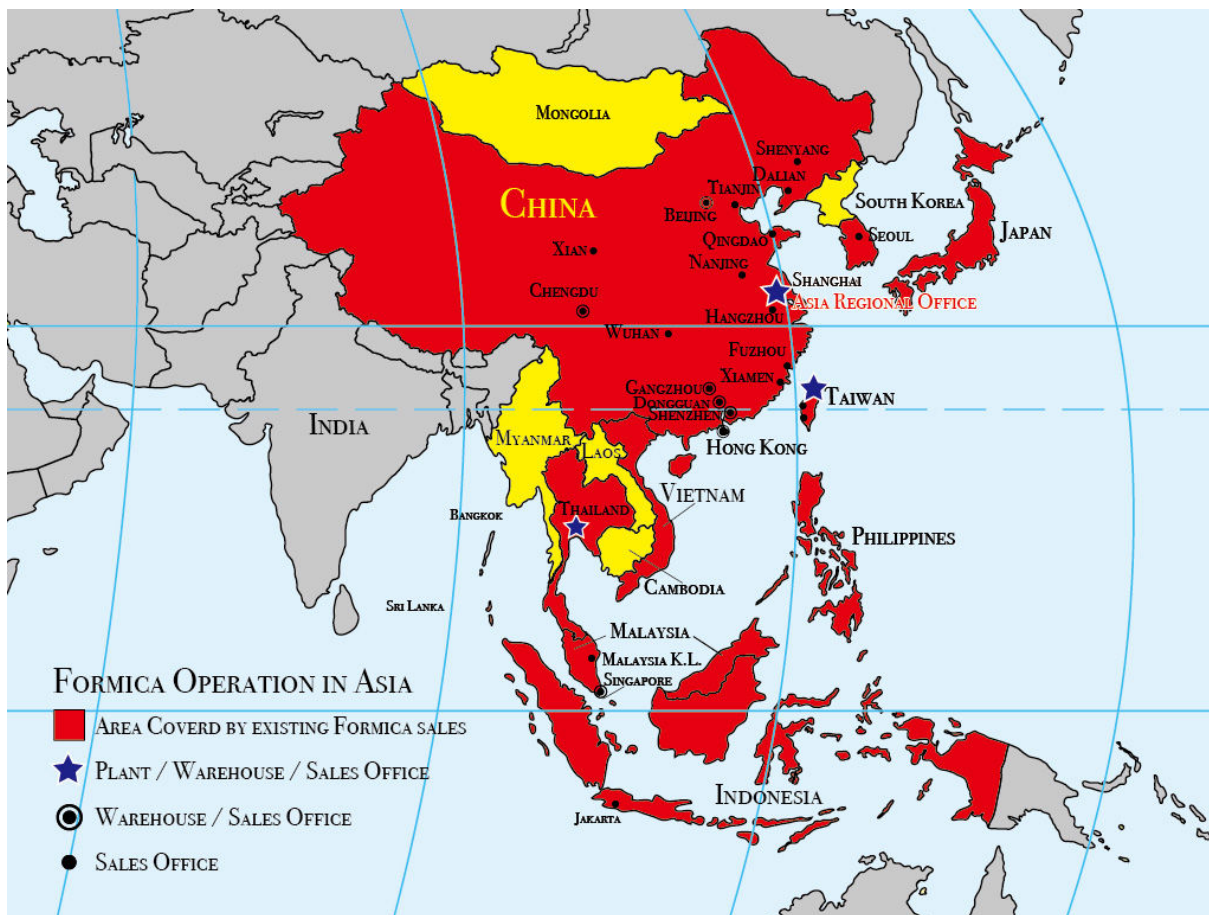 Mongolia
China
Shenyang
Dalian
Tianjin
Beijing
South Korea
Seoul
Japan
Qingdao
Xian
Nanjing
Shanghai
Asia Regional Office
Chengdu
Hangzhou
Wuhan
Fuzhou
Xiamen
Gangzhou
Dongguan
Shenzhen
Taiwan
Hong Kong
India
Myanmar
Laos
Vietnam
Thailand
Bangkok
Philippines
Cambodia
Sri Lanka
Malaysia
Malaysia K.L.
Singapore
Indonesia
Jakarta
Formica Operation in Asia
Area Coverd by existing Formica sales
Plant / Warehouse / Sales Office
Warehouse / Sales Office
Sales Office